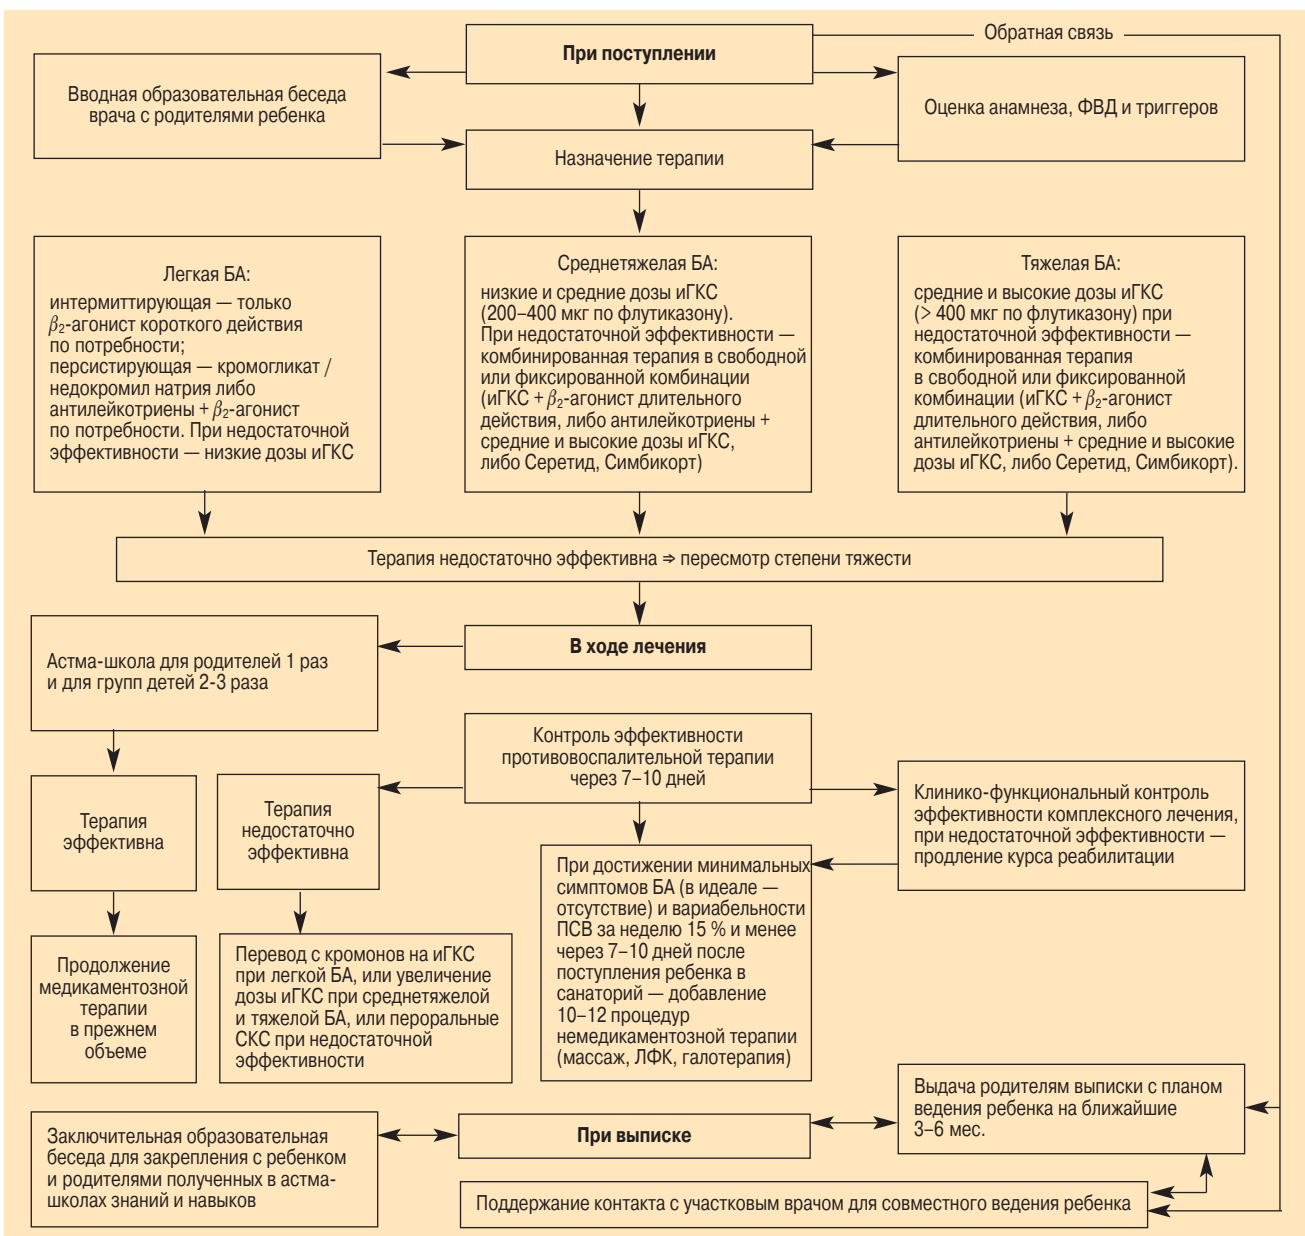 Обратная связь
При поступлении
Вводная образовательная беседа
врача с родителями ребенка
Оценка анамнеза, ФВД и триггеров
Назначение терапии
Легкая БА:
интермиттирующая — только
β₂-агонист короткого действия
по потребности;
персистирующая — кромогликат /
недокромил натрия либо
антилейкотриены + β₂-агонист
по потребности. При недостаточной
эффективности — низкие дозы иГКС
Среднетяжелая БА:
низкие и средние дозы иГКС
(200–400 мкг по флутиказону).
При недостаточной эффективности —
комбинированная терапия в свободной
или фиксированной комбинации
(иГКС + β₂-агонист длительного
действия, либо антилейкотриены +
средние и высокие дозы иГКС,
либо Серетид, Симбикорт)
Тяжелая БА:
средние и высокие дозы иГКС
(> 400 мкг по флутиказону) при
недостаточной эффективности —
комбинированная терапия
в свободной или фиксированной
комбинации (иГКС + β₂-агонист
длительного действия, либо
антилейкотриены + средние и высокие
дозы иГКС, либо Серетид, Симбикорт).
Терапия недостаточно эффективна ⇒ пересмотр степени тяжести
В ходе лечения
Астма-школа для родителей 1 раз
и для групп детей 2-3 раза
Контроль эффективности
противовоспалительной терапии
через 7–10 дней
Терапия
эффективна
Терапия
недостаточно
эффективна
Клинико-функциональный контроль
эффективности комплексного лечения,
при недостаточной эффективности —
продление курса реабилитации
При достижении минимальных
симптомов БА (в идеале —
отсутствие) и вариабельности
ПСВ за неделю 15 % и менее
через 7–10 дней после
поступления ребенка в
санаторий — добавление
10–12 процедур
немедикаментозной терапии
(массаж, ЛФК, галотерапия)
Продолжение
медикаментозной
терапии
в прежнем
объеме
Перевод с кромонов на иГКС
при легкой БА, или увеличение
дозы иГКС при среднетяжелой
и тяжелой БА, или пероральные
СКС при недостаточной
эффективности
Выдача родителям выписки с планом
ведения ребенка на ближайшие
3–6 мес.
При выписке
Заключительная образовательная
беседа для закрепления с ребенком
и родителями полученных в астма-
школах знаний и навыков
Поддержание контакта с участковым врачом для совместного ведения ребенка